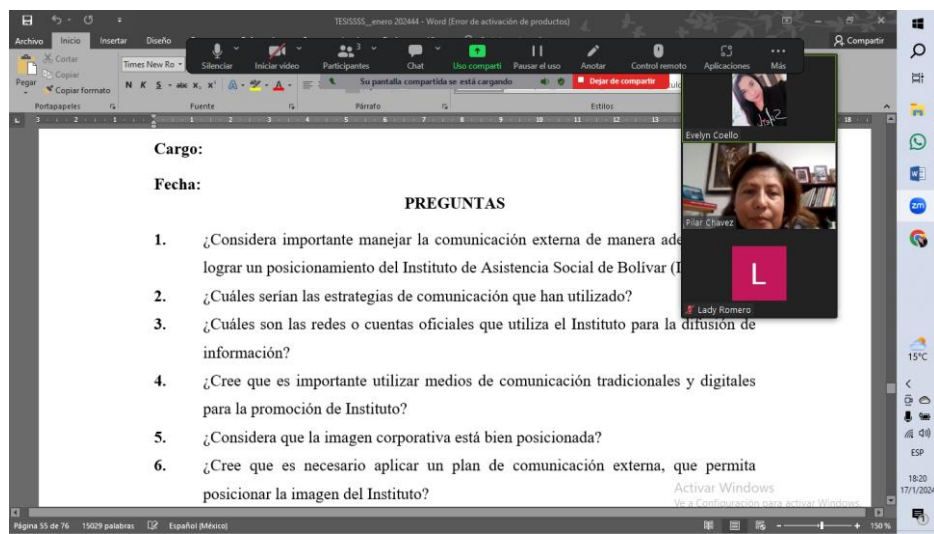 TESISSSS_enero 202444 - Word (Error de activación de productos)
Archivo Inicio Insertar Diseño
Compartir
Cortar
Copiar
Copiar formato
Pegar
Times New Ro
N K S abc x₂ x²
Portapapeles Fuente Párrafo Estilos
Silenciar Iniciar vídeo Participantes 3 Chat Uso comparti Pausar el uso Anotar Control remoto Aplicaciones Más
Su pantalla compartida se está cargando Dejar de compartir
Evelyn Coello
Pilar Chavez
L
Lady Romero
Cargo:
Fecha:
PREGUNTAS
1. ¿Considera importante manejar la comunicación externa de manera ade
lograr un posicionamiento del Instituto de Asistencia Social de Bolívar (I
2. ¿Cuáles serían las estrategias de comunicación que han utilizado?
3. ¿Cuáles son las redes o cuentas oficiales que utiliza el Instituto para la difusión de
información?
4. ¿Cree que es importante utilizar medios de comunicación tradicionales y digitales
para la promoción de Instituto?
5. ¿Considera que la imagen corporativa está bien posicionada?
6. ¿Cree que es necesario aplicar un plan de comunicación externa, que permita
posicionar la imagen del Instituto?
Activar Windows
Ve a Configuración para activar Windows.
Página 55 de 76 15029 palabras Español (México)
150 %
zm
15°C
ESP
18:20
17/1/2024